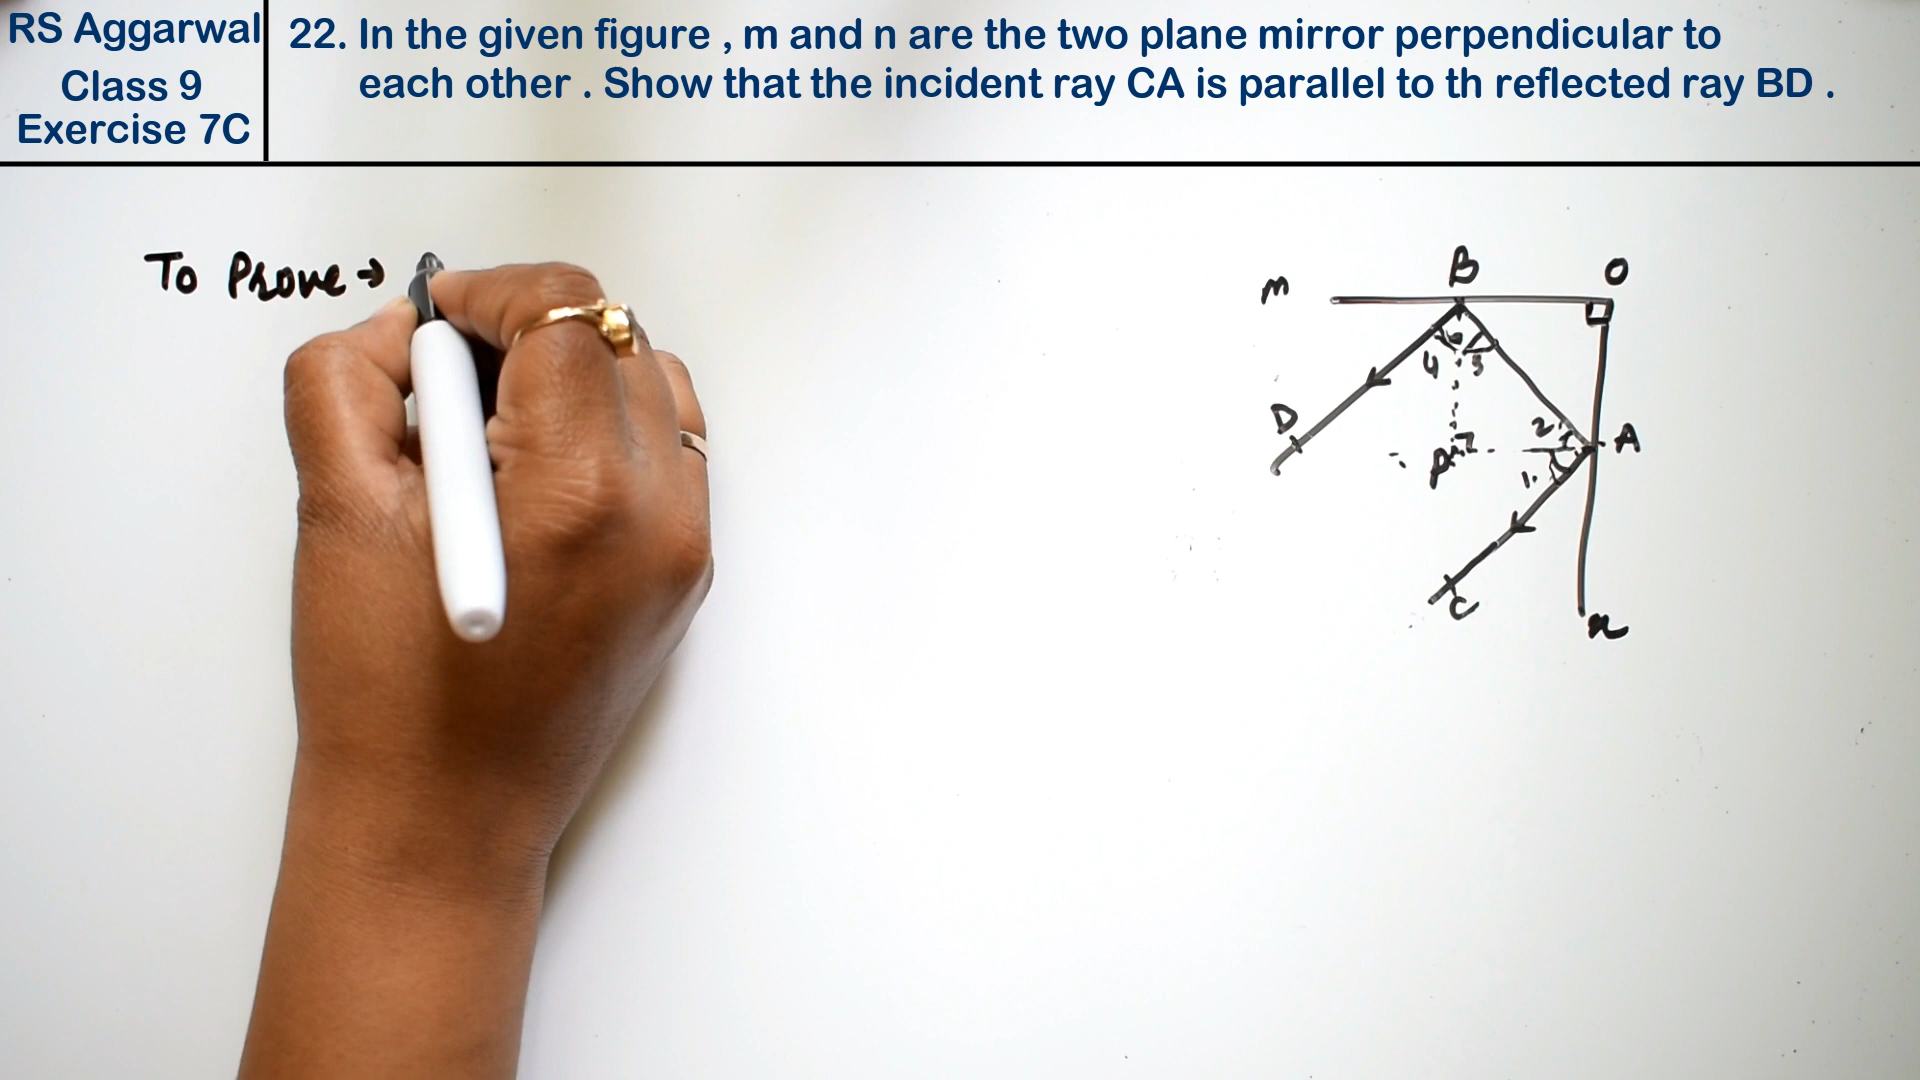 RS Aggarwal
Class 9
Exercise 7C
22. In the given figure , m and n are the two plane mirror perpendicular to
each other . Show that the incident ray CA is parallel to th reflected ray BD .
To Prove →
m B O
4 3
D
2 A
P
1.
C
n